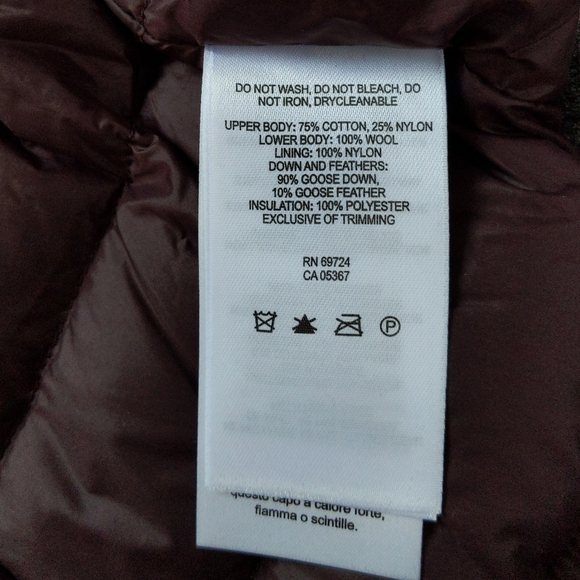 DO NOT WASH, DO NOT BLEACH, DO
NOT IRON, DRYCLEANABLE
UPPER BODY: 75% COTTON, 25% NYLON
LOWER BODY: 100% WOOL
LINING: 100% NYLON
DOWN AND FEATHERS:
90% GOOSE DOWN,
10% GOOSE FEATHER
INSULATION: 100% POLYESTER
EXCLUSIVE OF TRIMMING
RN 69724
CA 05367
P
questo capo a calore forte,
fiamma o scintille.